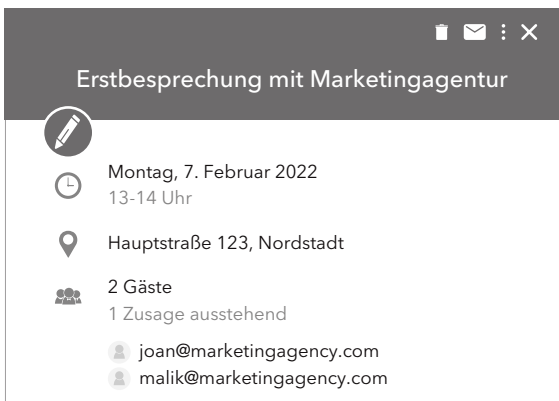 Erstbesprechung mit Marketingagentur
Montag, 7. Februar 2022
13-14 Uhr
Hauptstraße 123, Nordstadt
2 Gäste
1 Zusage ausstehend
joan@marketingagency.com
malik@marketingagency.com